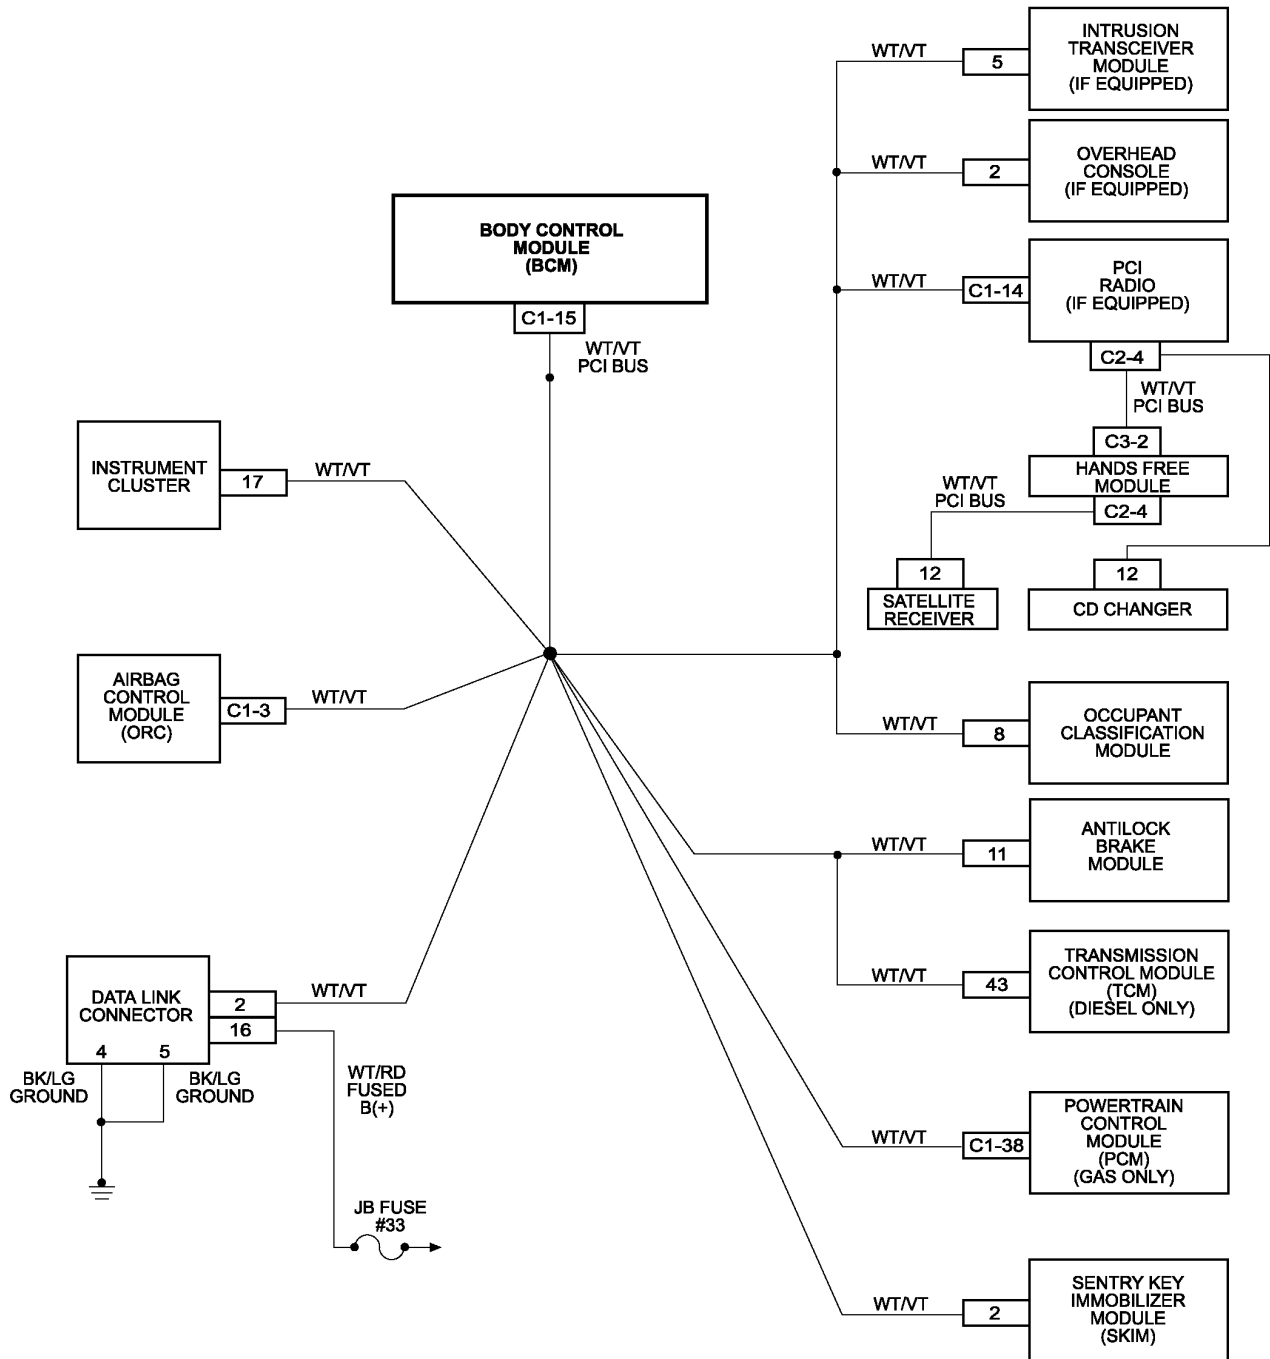 INTRUSION
TRANSCEIVER
MODULE
(IF EQUIPPED)
WT/VT
5
OVERHEAD
CONSOLE
(IF EQUIPPED)
WT/VT
2
BODY CONTROL
MODULE
(BCM)
C1-15
WT/VT
PCI BUS
PCI
RADIO
(IF EQUIPPED)
WT/VT
C1-14
C2-4
WT/VT
PCI BUS
C3-2
HANDS FREE
MODULE
C2-4
WT/VT
PCI BUS
12
SATELLITE
RECEIVER
12
CD CHANGER
INSTRUMENT
CLUSTER
17
WT/VT
AIRBAG
CONTROL
MODULE
(ORC)
C1-3
WT/VT
WT/VT
8
OCCUPANT
CLASSIFICATION
MODULE
WT/VT
11
ANTILOCK
BRAKE
MODULE
WT/VT
43
TRANSMISSION
CONTROL MODULE
(TCM)
(DIESEL ONLY)
DATA LINK
CONNECTOR
2
WT/VT
16
4
5
BK/LG
GROUND
BK/LG
GROUND
WT/RD
FUSED
B(+)
JB FUSE
#33
WT/VT
C1-38
POWERTRAIN
CONTROL
MODULE
(PCM)
(GAS ONLY)
WT/VT
2
SENTRY KEY
IMMOBILIZER
MODULE
(SKIM)